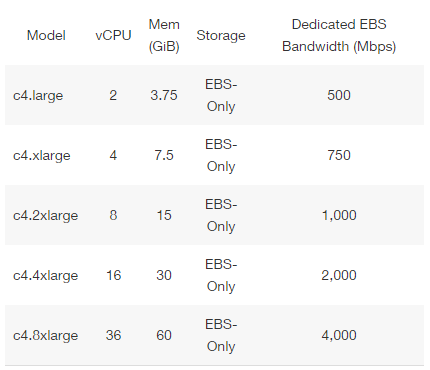 Model vCPU Mem (GiB) Storage Dedicated EBS Bandwidth (Mbps)
c4.large 2 3.75 EBS-Only 500
c4.xlarge 4 7.5 EBS-Only 750
c4.2xlarge 8 15 EBS-Only 1,000
c4.4xlarge 16 30 EBS-Only 2,000
c4.8xlarge 36 60 EBS-Only 4,000